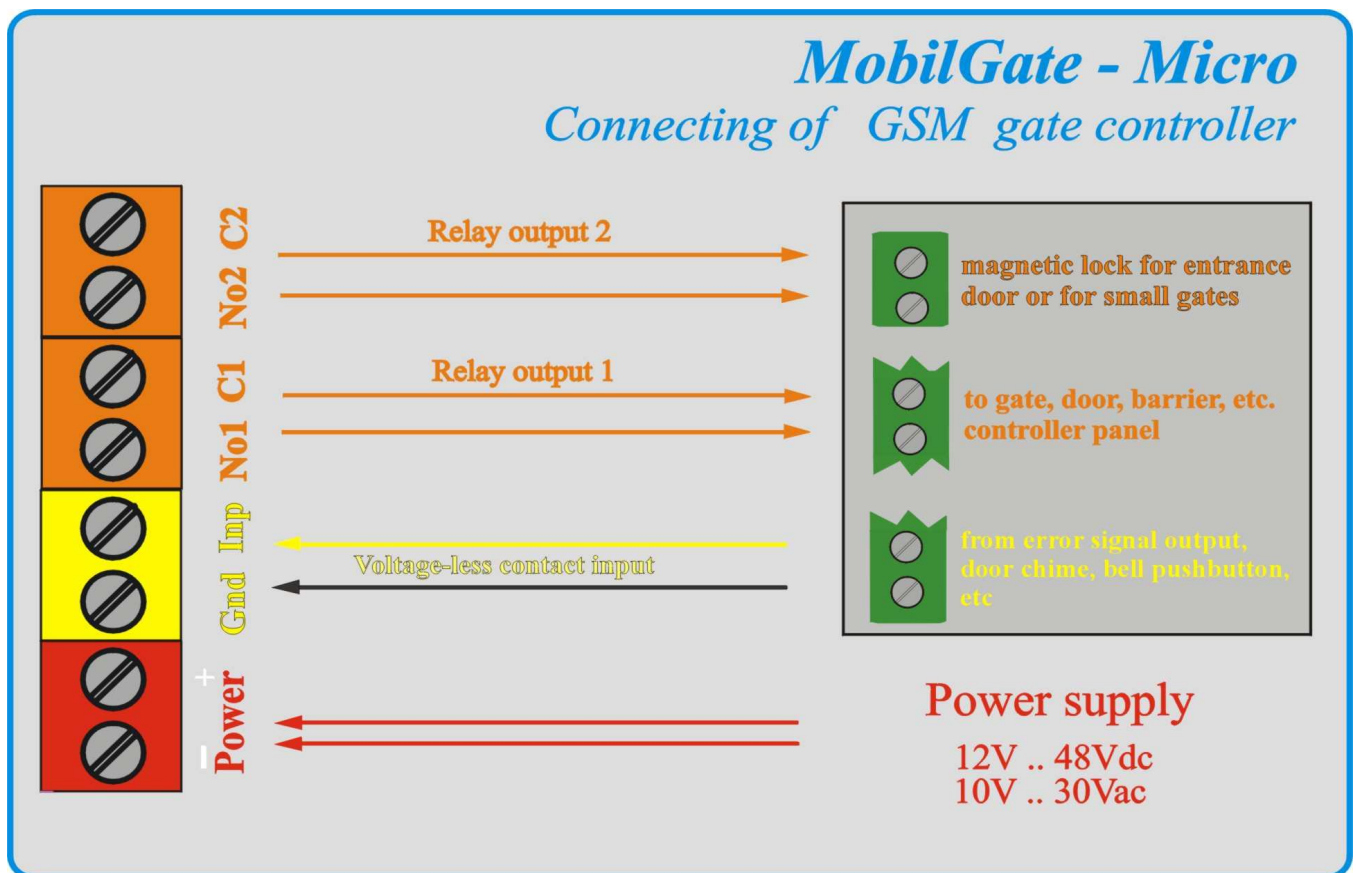 MobilGate - Micro
Connecting of GSM gate controller
C2
No2
C1
No1
Inp
Gnd
+
Power
-
Relay output 2
Relay output 1
Voltage-less contact input
magnetic lock for entrance
door or for small gates
to gate, door, barrier, etc.
controller panel
from error signal output,
door chime, bell pushbutton,
etc
Power supply
12V .. 48Vdc
10V .. 30Vac